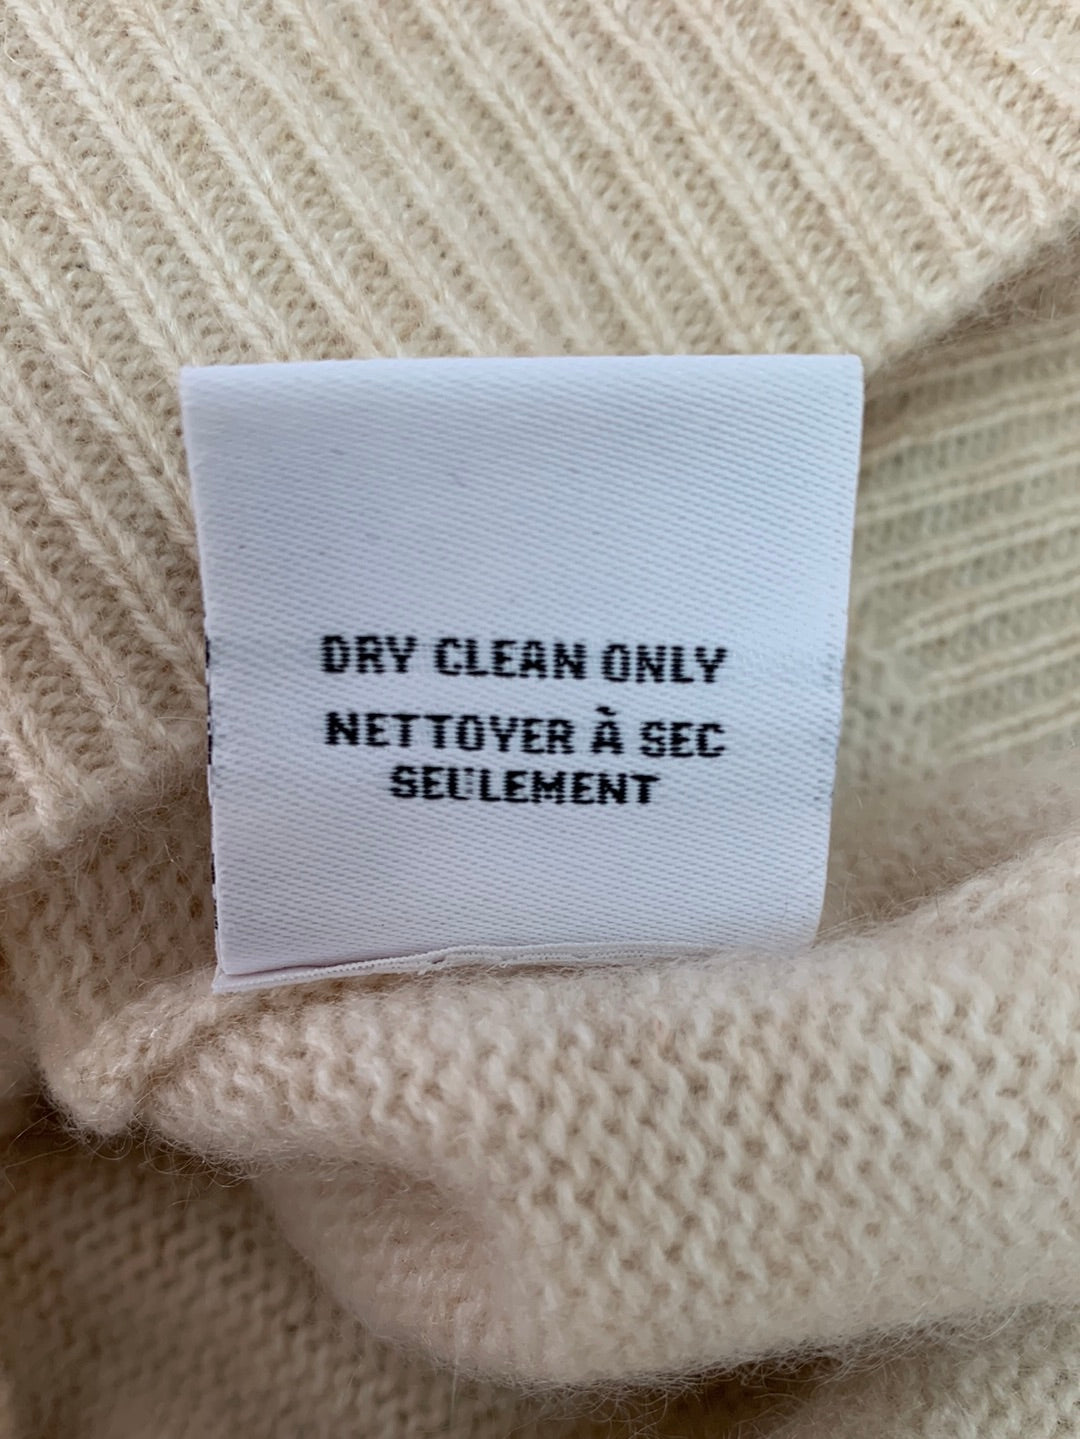 DRY CLEAN ONLY
NETTOYER À SEC
SEULEMENT